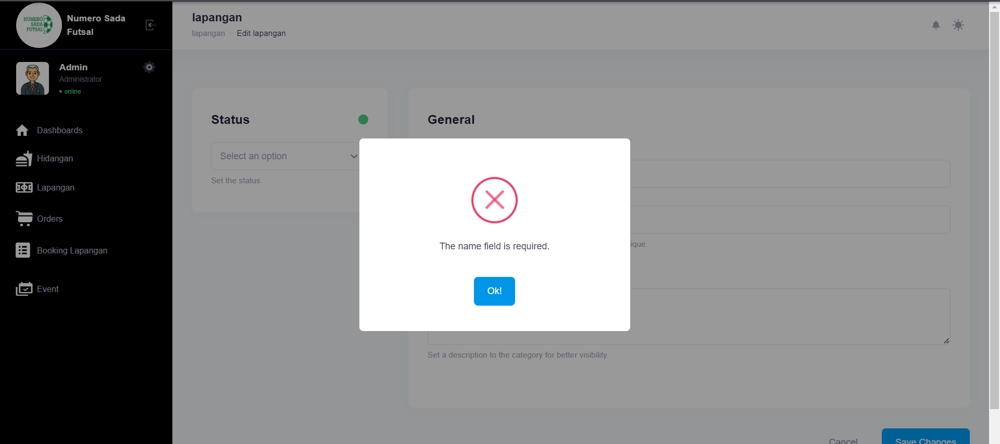 NUMERO
SADA
FUTSAL
Numero Sada
Futsal
Admin
Administrator
online
Dashboards
Hidangan
Lapangan
Orders
Booking Lapangan
Event
lapangan
lapangan - Edit lapangan
Status
Select an option
Set the status.
General
ique.
Set a description to the category for better visibility.
The name field is required.
Ok!
Cancel
Save Changes